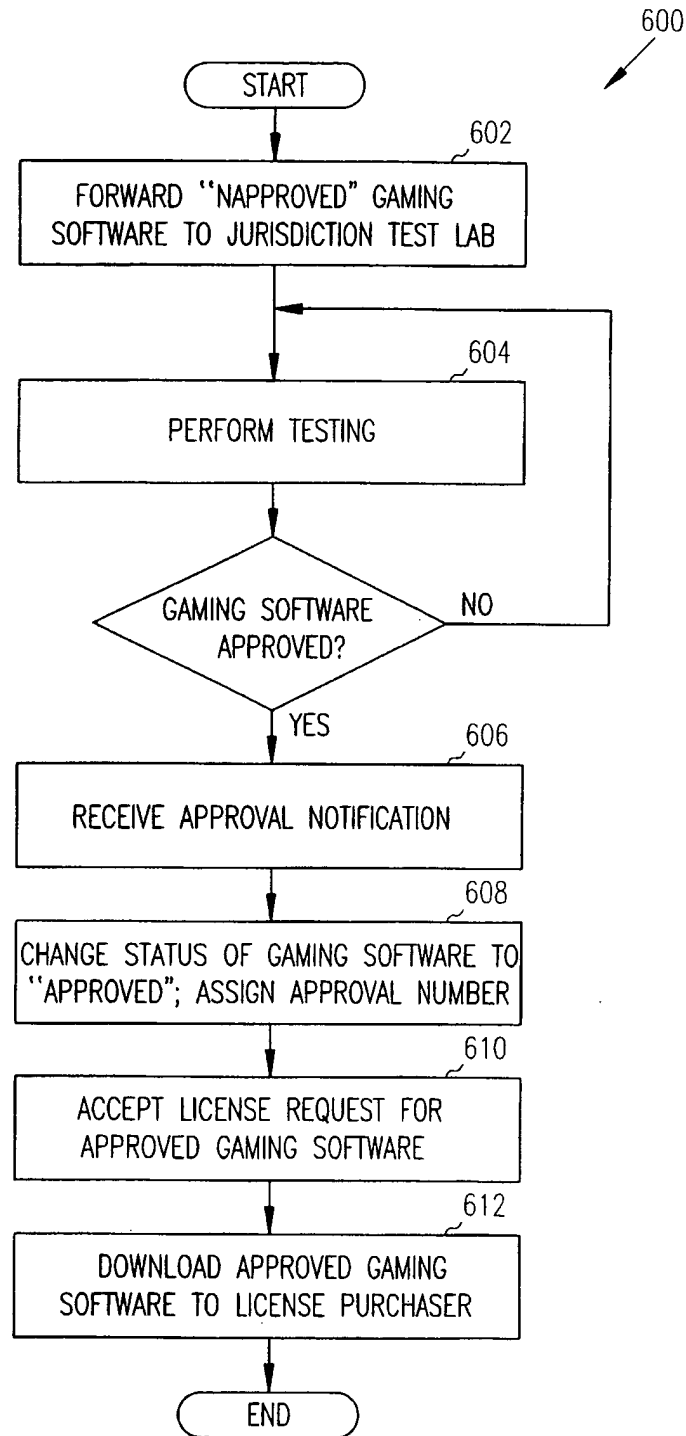 600
START
602
FORWARD ‘‘NAPPROVED” GAMING
SOFTWARE TO JURISDICTION TEST LAB
604
PERFORM TESTING
GAMING SOFTWARE
APPROVED?
NO
YES
606
RECEIVE APPROVAL NOTIFICATION
608
CHANGE STATUS OF GAMING SOFTWARE TO
‘‘APPROVED”; ASSIGN APPROVAL NUMBER
610
ACCEPT LICENSE REQUEST FOR
APPROVED GAMING SOFTWARE
612
DOWNLOAD APPROVED GAMING
SOFTWARE TO LICENSE PURCHASER
END